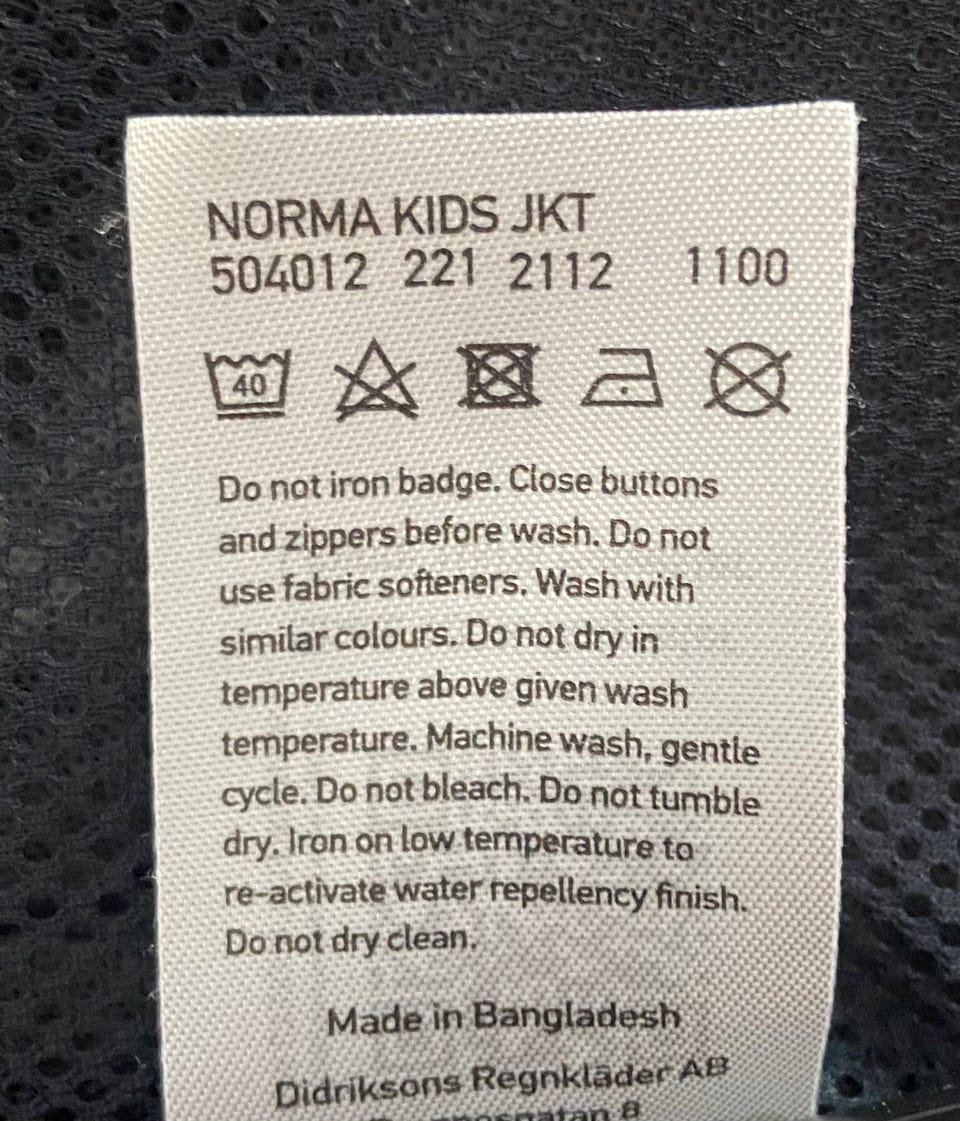 NORMA KIDS JKT
504012 221 2112 1100
40
Do not iron badge. Close buttons
and zippers before wash. Do not
use fabric softeners. Wash with
similar colours. Do not dry in
temperature above given wash
temperature. Machine wash, gentle
cycle. Do not bleach. Do not tumble
dry. Iron on low temperature to
re-activate water repellency finish.
Do not dry clean.
Made in Bangladesh
Didriksons Regnkläder AB
8